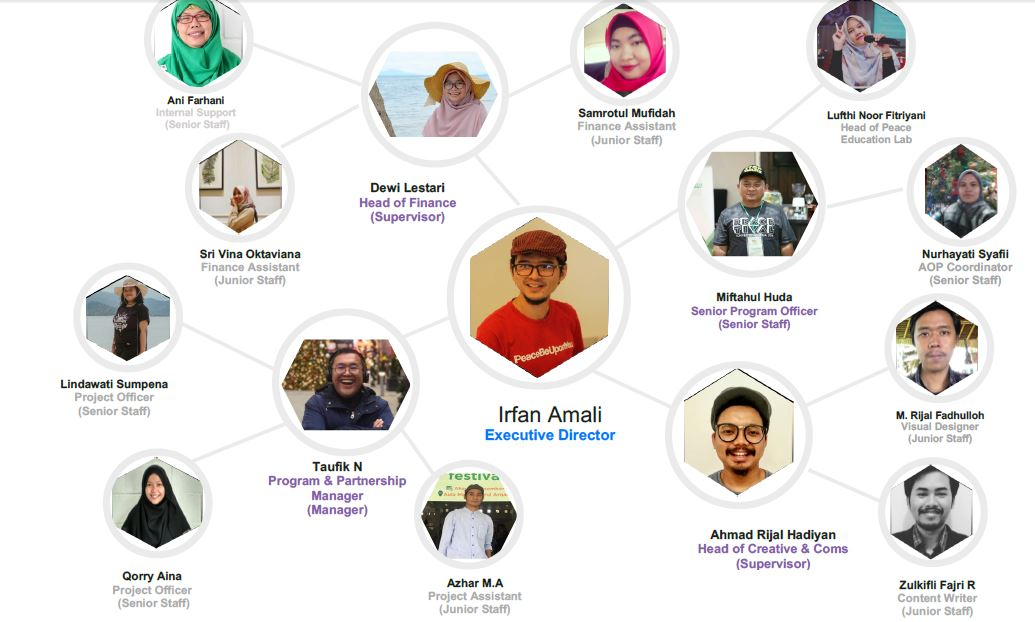 Ani Farhani
Internal Support
(Senior Staff)
Samrotul Mufidah
Finance Assistant
(Junior Staff)
Lufthi Noor Fitriyani
Head of Peace
Education Lab
Dewi Lestari
Head of Finance
(Supervisor)
Sri Vina Oktaviana
Finance Assistant
(Junior Staff)
Nurhayati Syafii
AOP Coordinator
(Senior Staff)
Miftahul Huda
Senior Program Officer
(Senior Staff)
PeaceBeUpon
Lindawati Sumpena
Project Officer
(Senior Staff)
Irfan Amali
Executive Director
M. Rijal Fadhulloh
Visual Designer
(Junior Staff)
Taufik N
Program & Partnership
Manager
(Manager)
festiva
Ahmad Rijal Hadiyan
Head of Creative & Coms
(Supervisor)
Qorry Aina
Project Officer
(Senior Staff)
Azhar M.A
Project Assistant
(Junior Staff)
Zulkifli Fajri R
Content Writer
(Junior Staff)